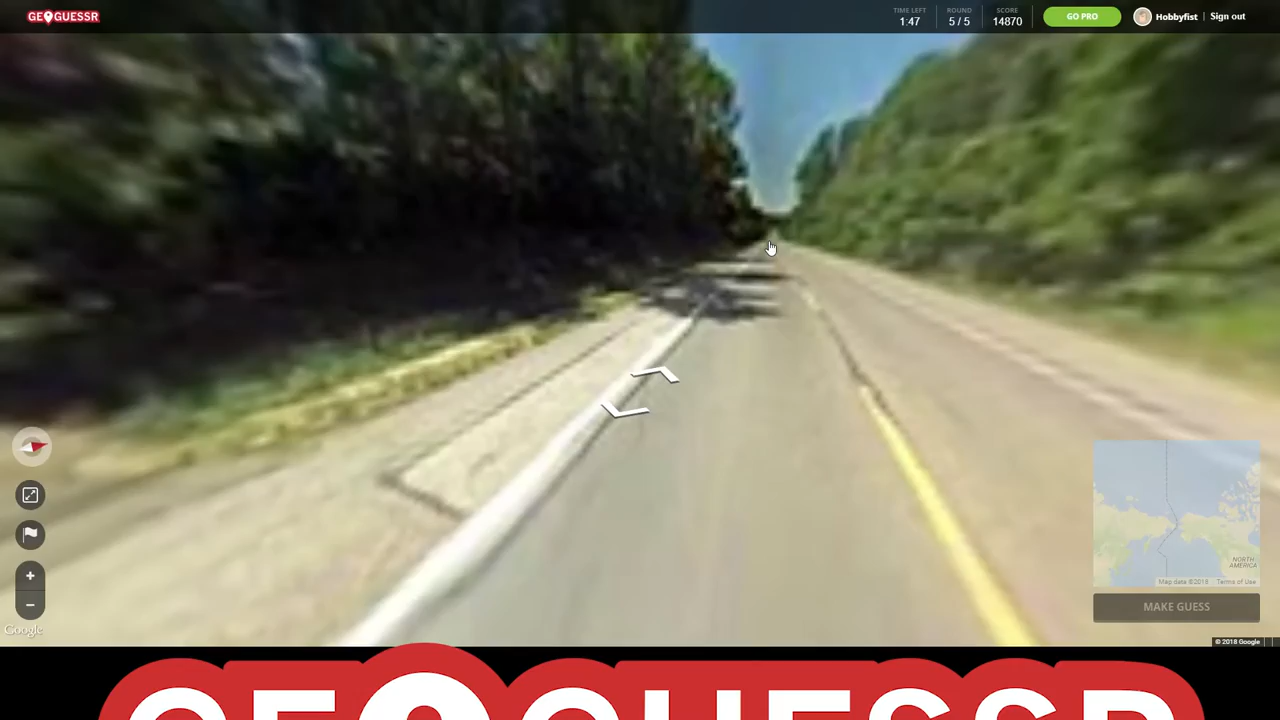 GEOGUESSR
TIME LEFT
1:47
ROUND
5 / 5
SCORE
14870
GO PRO
Hobbyfist | Sign out
NORTH
AMERICA
Map data ©2018 Terms of Use
MAKE GUESS
Google
© 2018 Google
GEOGUESSR